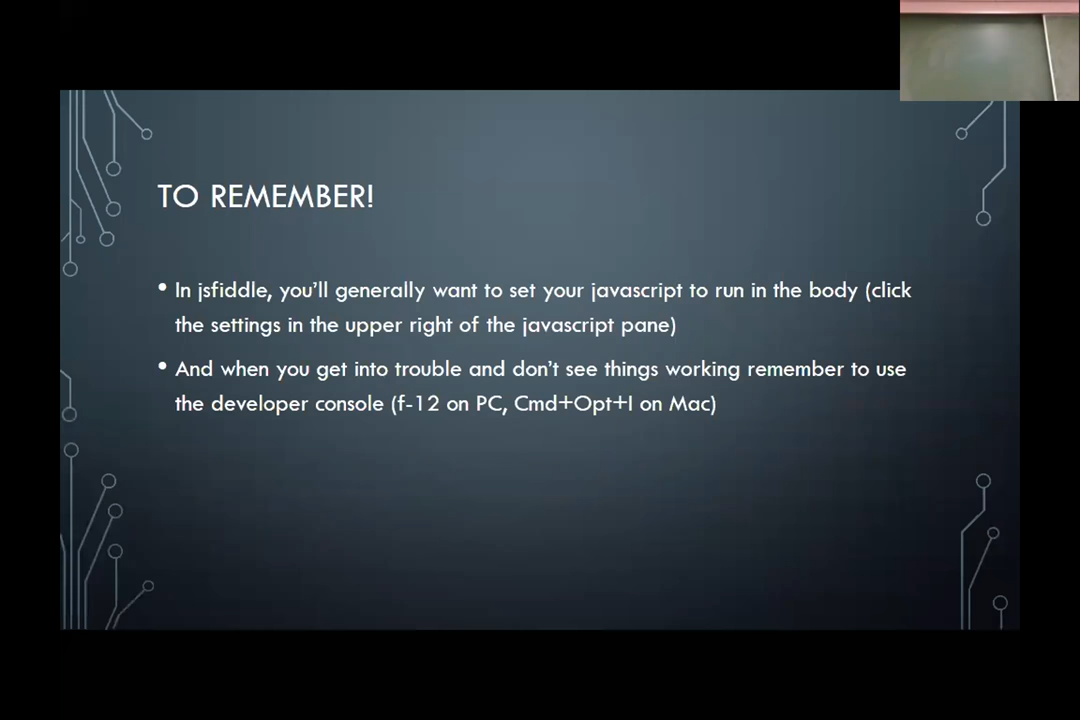 TO REMEMBER!
• In jsfiddle, you'll generally want to set your javascript to run in the body (click
the settings in the upper right of the javascript pane)
• And when you get into trouble and don't see things working remember to use
the developer console (f-12 on PC, Cmd+Opt+I on Mac)